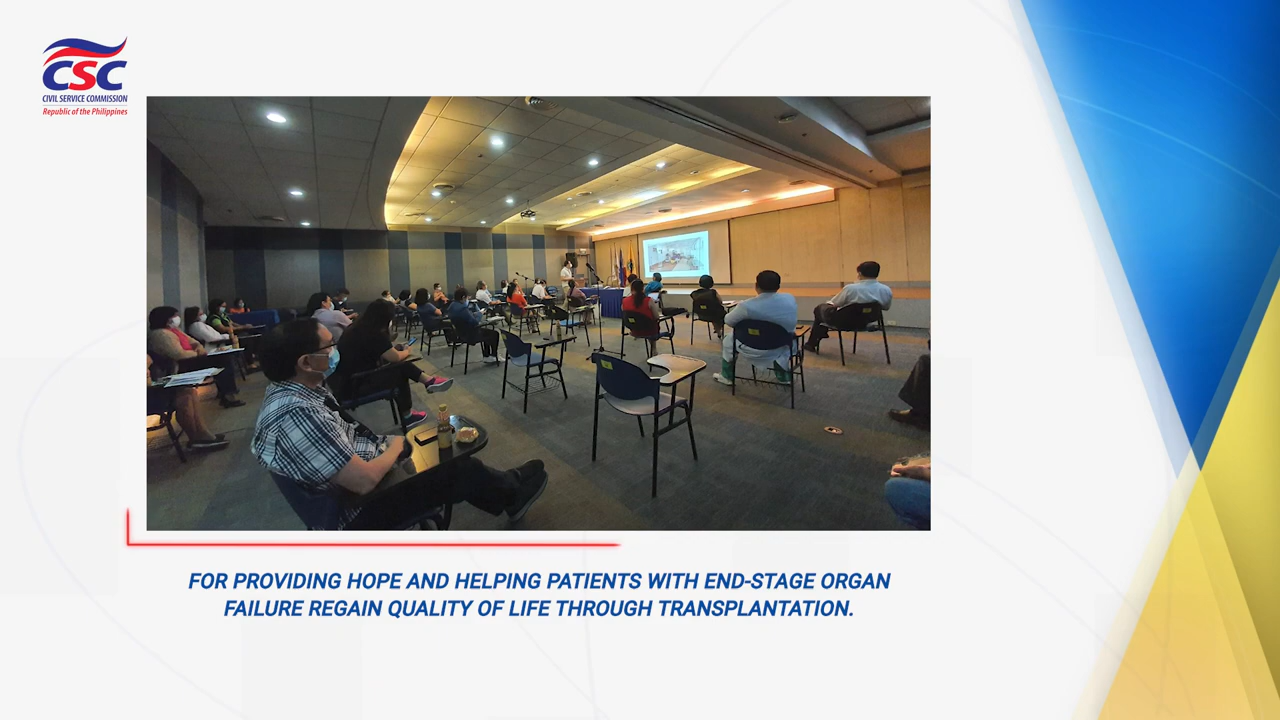 CSC
CIVIL SERVICE COMMISSION
Republic of the Philippines
FOR PROVIDING HOPE AND HELPING PATIENTS WITH END-STAGE ORGAN
FAILURE REGAIN QUALITY OF LIFE THROUGH TRANSPLANTATION.